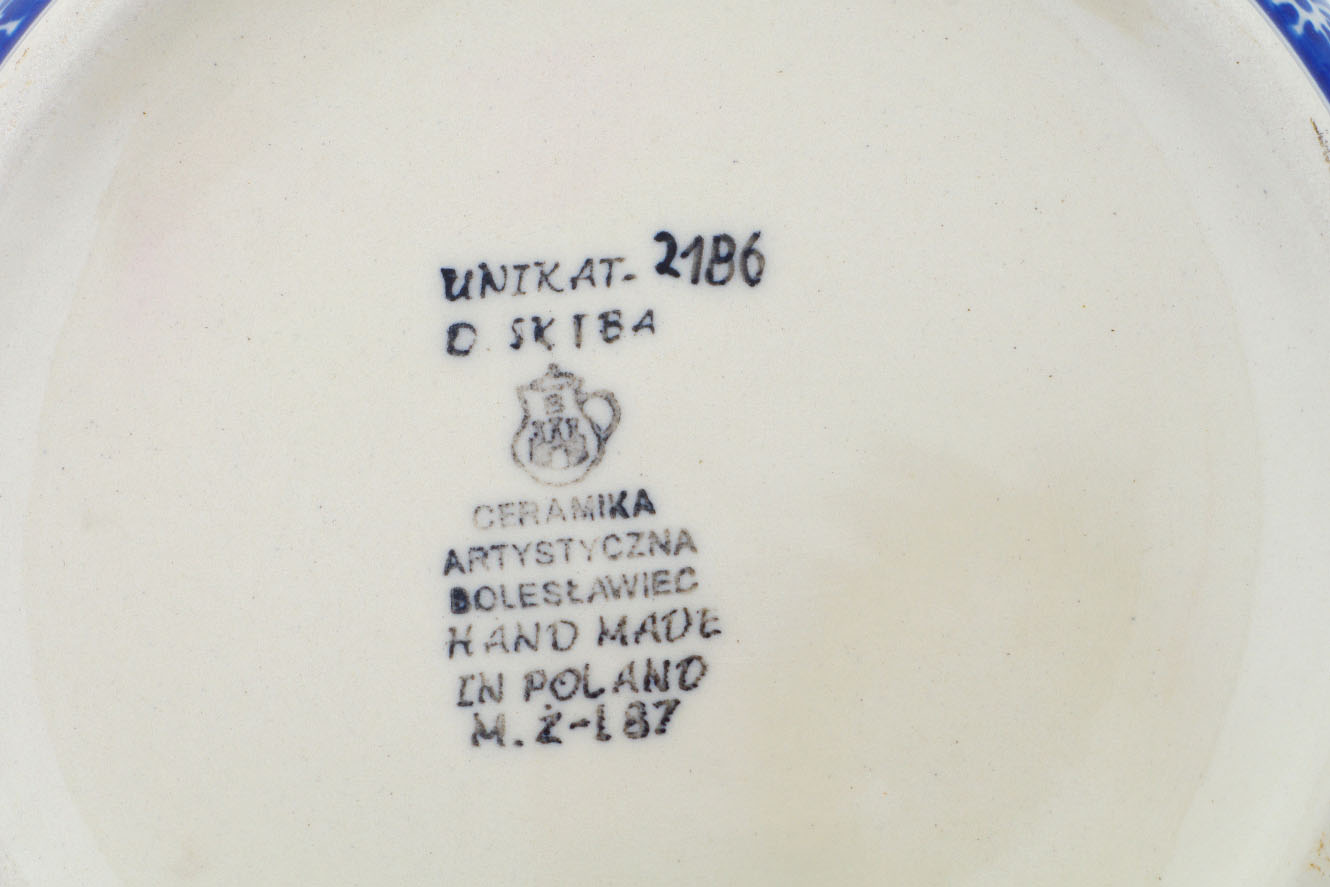 UNIKAT-2186
D SKIBA
CERAMIKA
ARTYSTYCZNA
BOLESŁAWIEC
HAND MADE
IN POLAND
M.Ż-187